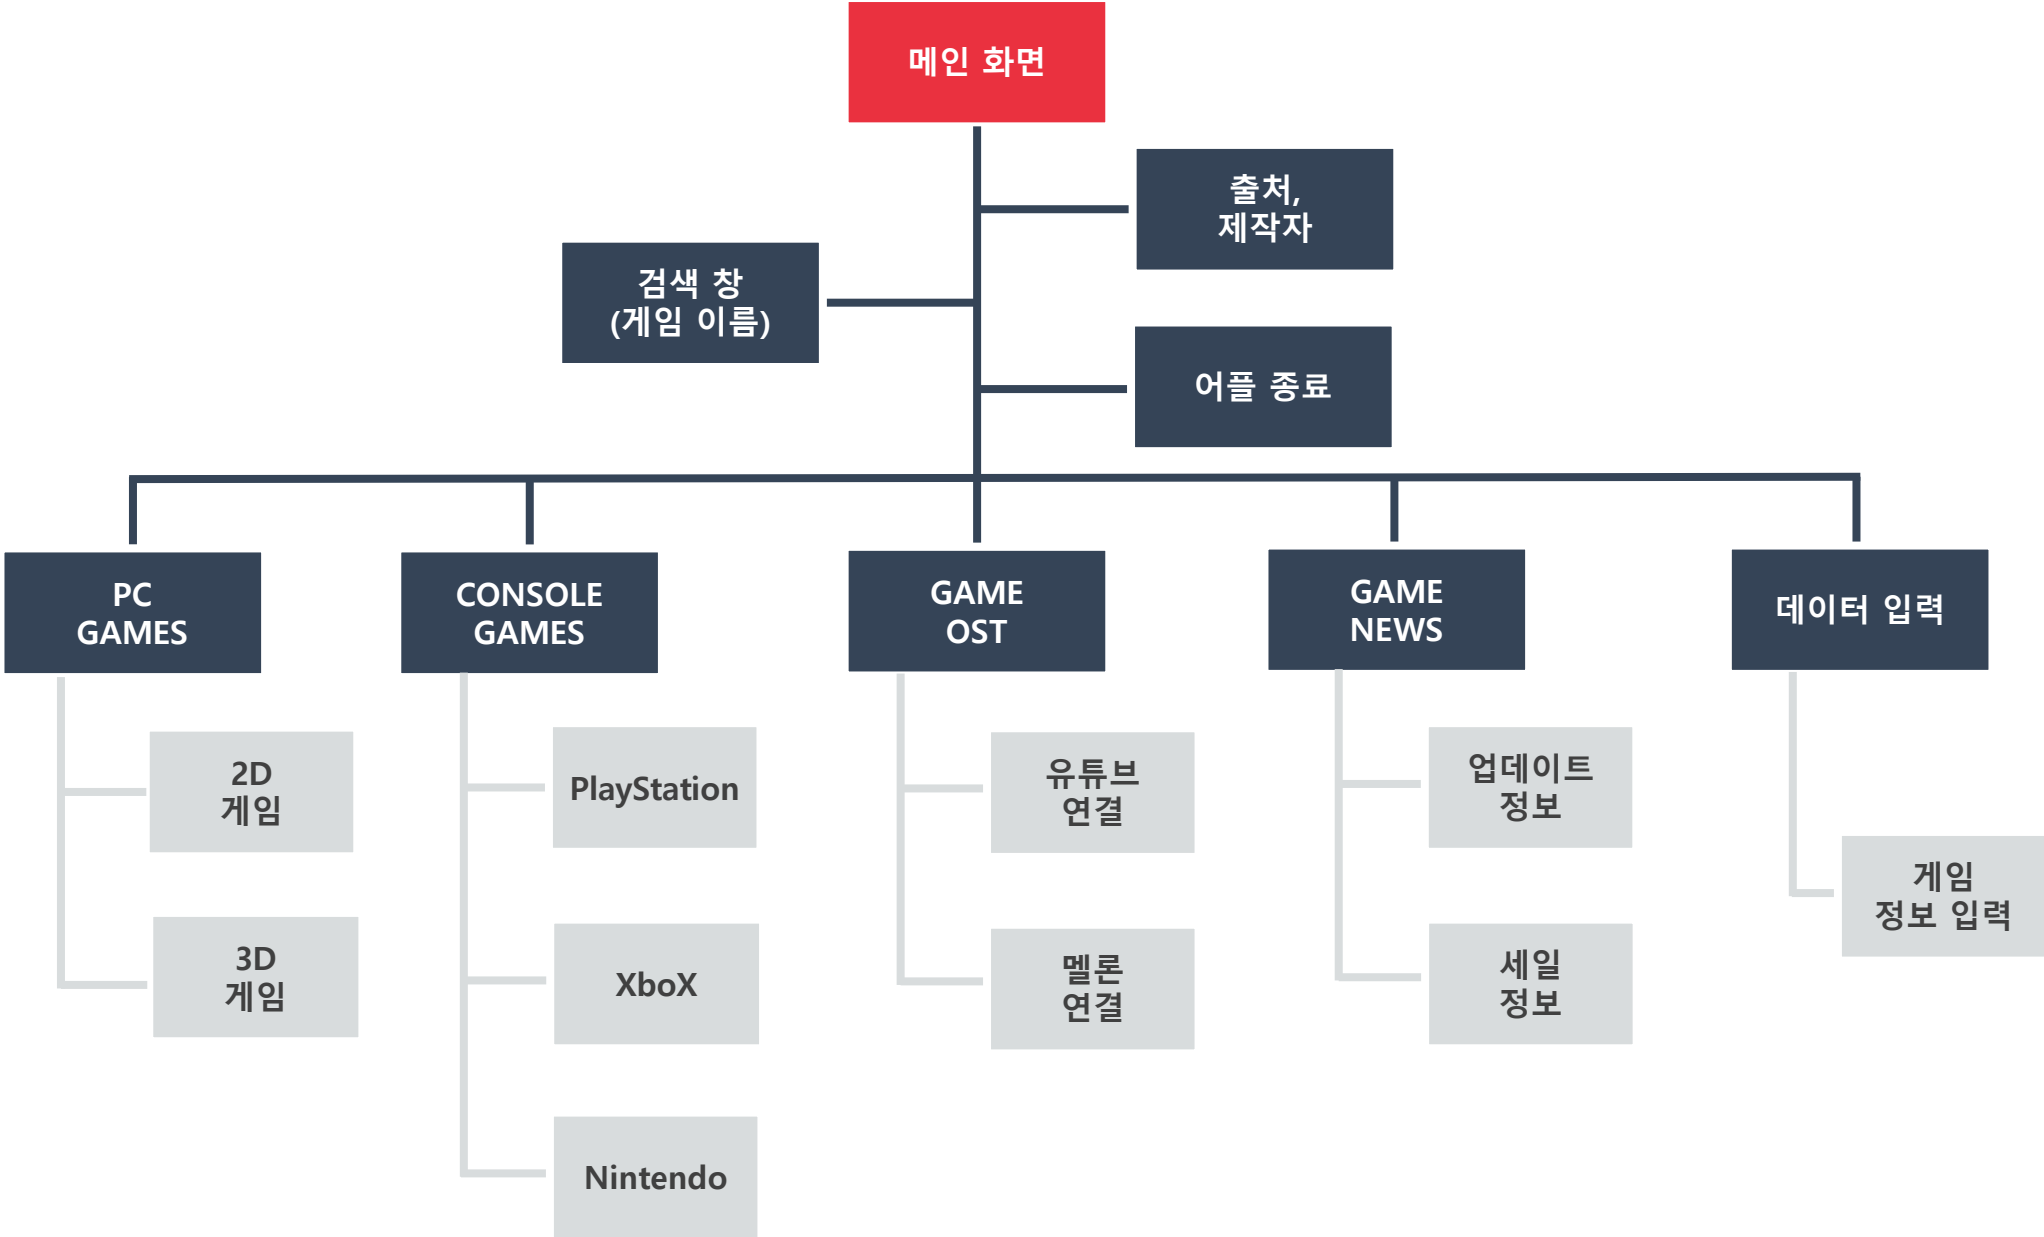 메인 화면
출처,
제작자
검색 창
(게임 이름)
어플 종료
PC
GAMES
CONSOLE
GAMES
GAME
OST
GAME
NEWS
데이터 입력
2D
게임
3D
게임
PlayStation
XboX
Nintendo
유튜브
연결
멜론
연결
업데이트
정보
세일
정보
게임
정보 입력